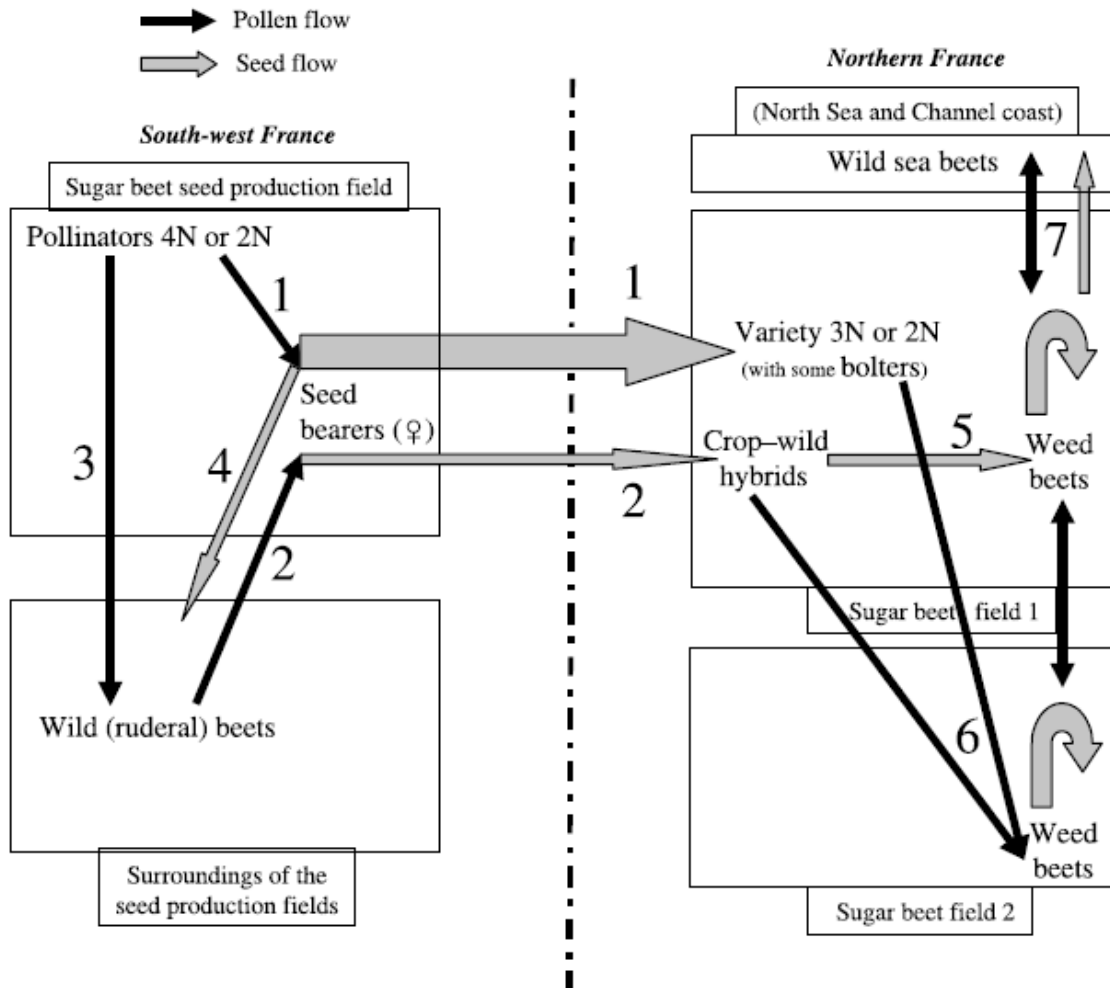 Pollen flow
Seed flow
South-west France
Sugar beet seed production field
Pollinators 4N or 2N
1
Seed
bearers (♀)
3
4
2
Wild (ruderal) beets
Surroundings of the
seed production fields
1
2
Northern France
(North Sea and Channel coast)
Wild sea beets
7
Variety 3N or 2N
(with some bolters)
Crop–wild
hybrids
5
Weed
beets
Sugar beet field 1
6
Weed
beets
Sugar beet field 2